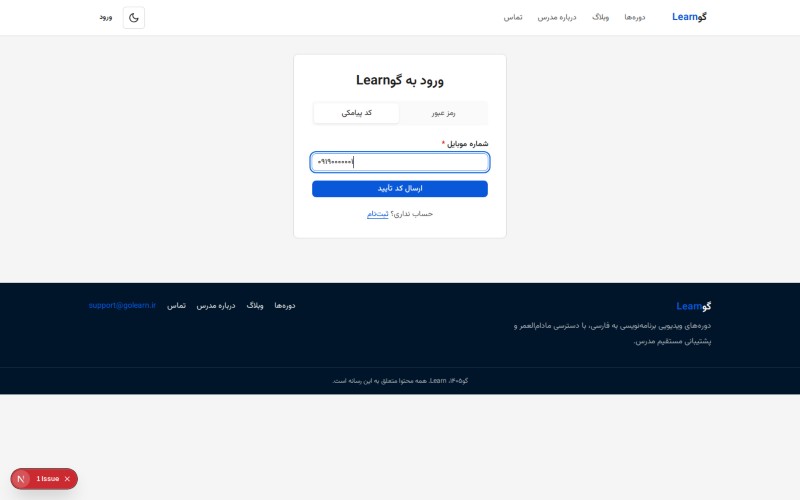 گوLearn
دوره‌ها
وبلاگ
درباره مدرس
تماس
ورود
ورود به گوLearn
رمز عبور
کد پیامکی
شماره موبایل *
۰۹۱۹۰۰۰۰۰۰۱
ارسال کد تأیید
حساب نداری؟ ثبت‌نام
گوLearn
دوره‌های ویدیویی برنامه‌نویسی به فارسی، با دسترسی مادام‌العمر و
پشتیبانی مستقیم مدرس.
دوره‌ها
وبلاگ
درباره مدرس
تماس
support@golearn.ir
گوLearn ،۱۴۰۵. همه محتوا متعلق به این رسانه است.
N 1 Issue ×